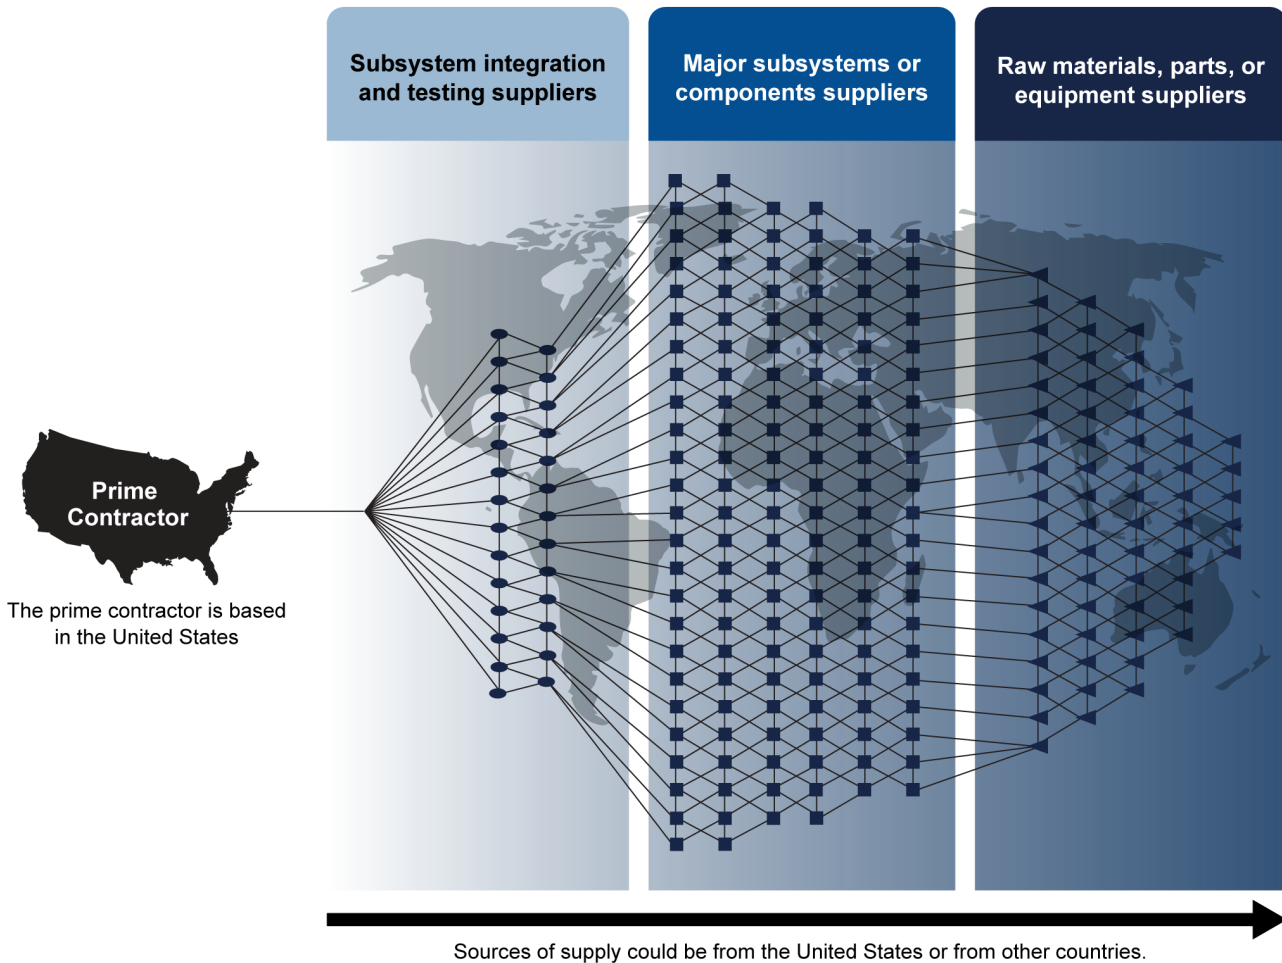 Subsystem integration
and testing suppliers
Major subsystems or
components suppliers
Raw materials, parts, or
equipment suppliers
Prime
Contractor
The prime contractor is based
in the United States
Sources of supply could be from the United States or from other countries.